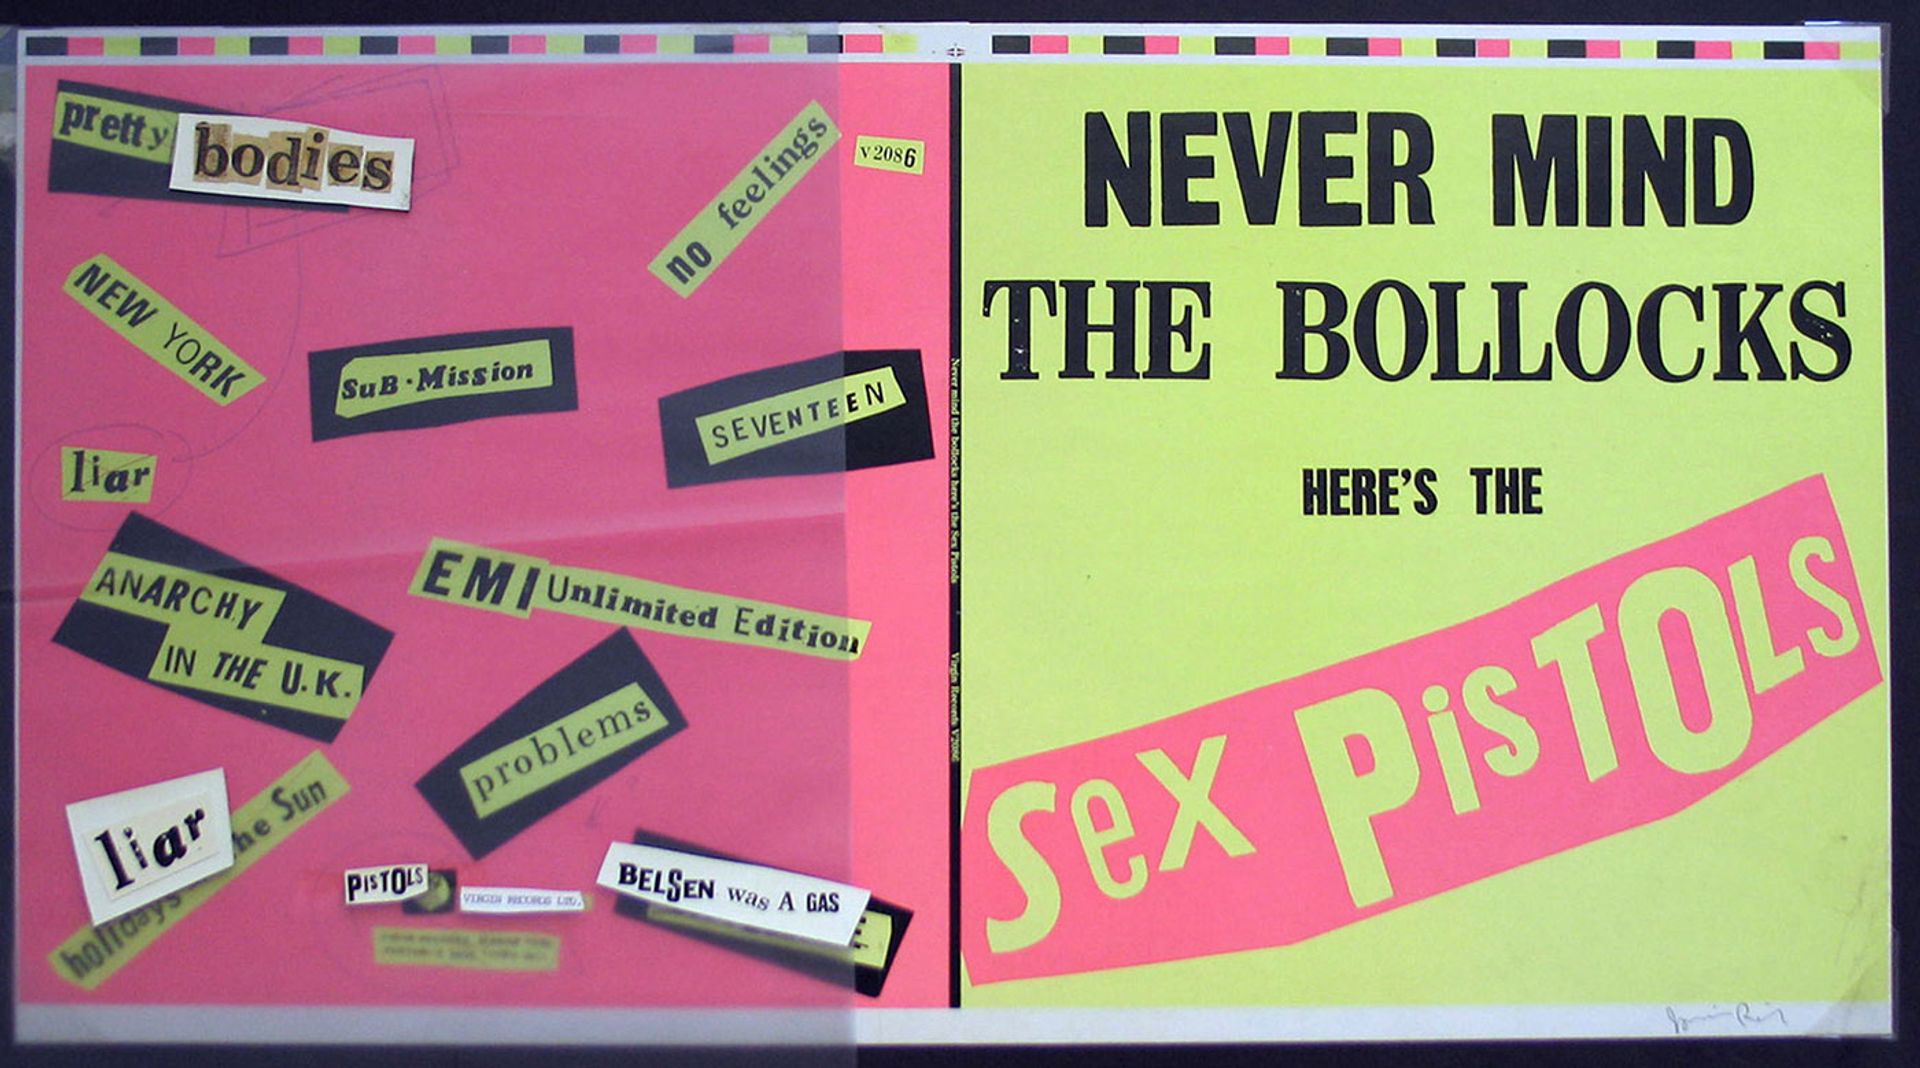 pretty
bodies
no feelings
v2086
NEW YORK
SuB·Mission
SEVENTEEN
liar
ANARCHY
IN THE U.K.
EMI Unlimited Edition
problems
liar
holidays he Sun
PiSTOLS
VIRGIN RECORDS LTD.
BELSEN was A GAS
Never mind the bollocks here's the Sex Pistols
Virgin Records V2086
NEVER MIND
THE BOLLOCKS
HERE'S THE
Sex PisTOLS